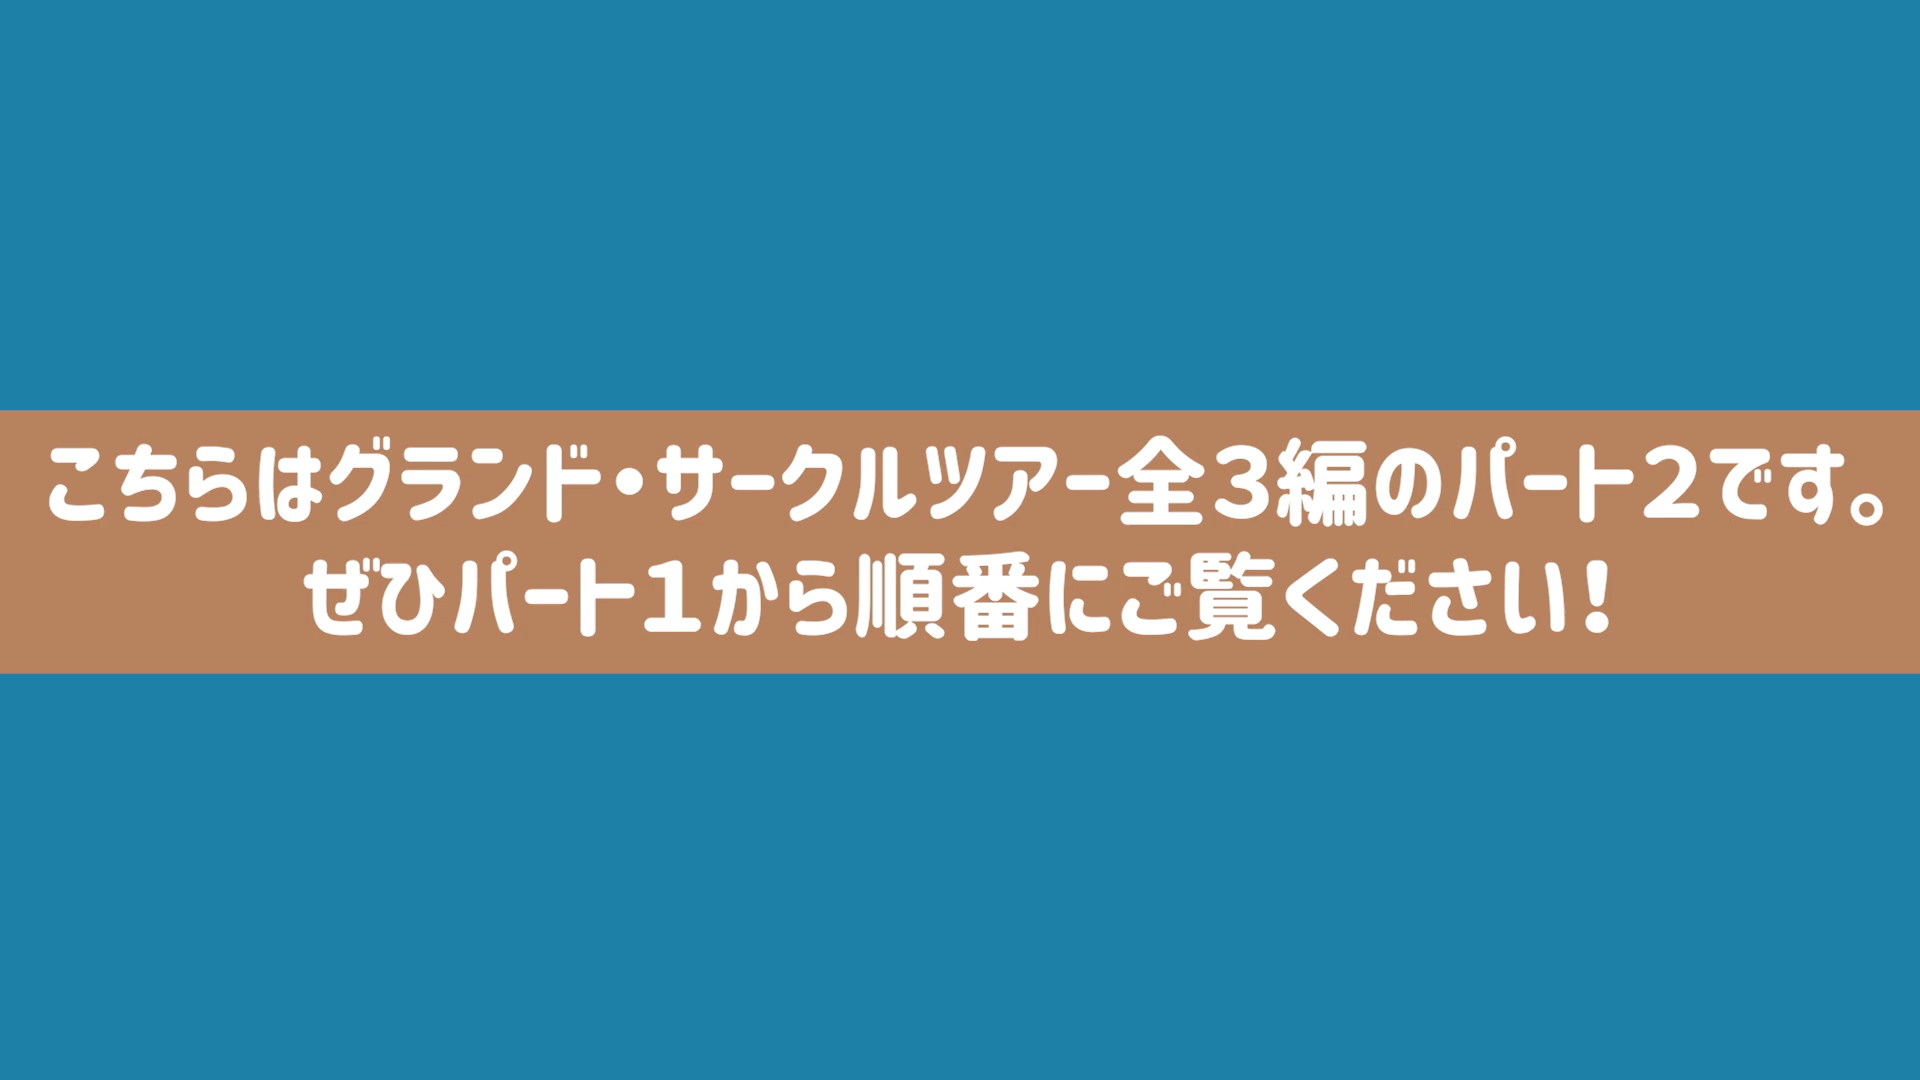 こちらはグランド・サークルツアー全3編のパート2です。
ぜひパート1から順番にご覧ください！